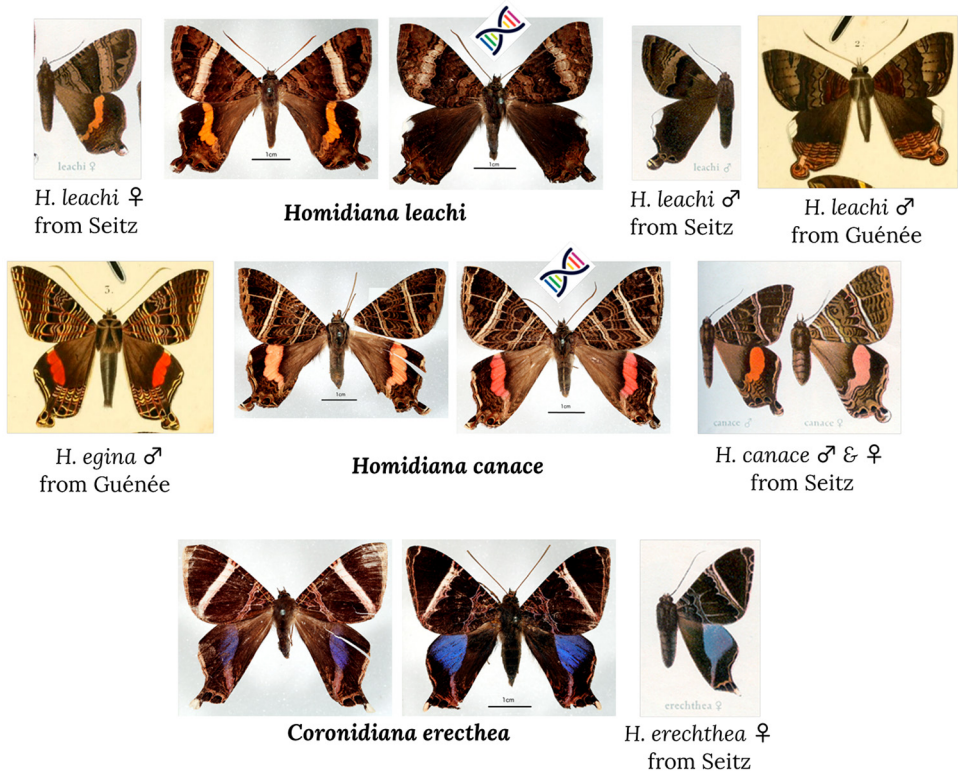 leachi ♀
1cm
1cm
leachi ♂
2.
H. leachi ♀
from Seitz
Homidiana leachi
H. leachi ♂
from Seitz
H. leachi ♂
from Guénée
3.
1cm
1cm
canace ♂
canace ♀
H. egina ♂
from Guénée
Homidiana canace
H. canace ♂ & ♀
from Seitz
1cm
erechthea ♀
Coronidiana erecthea
H. erechthea ♀
from Seitz